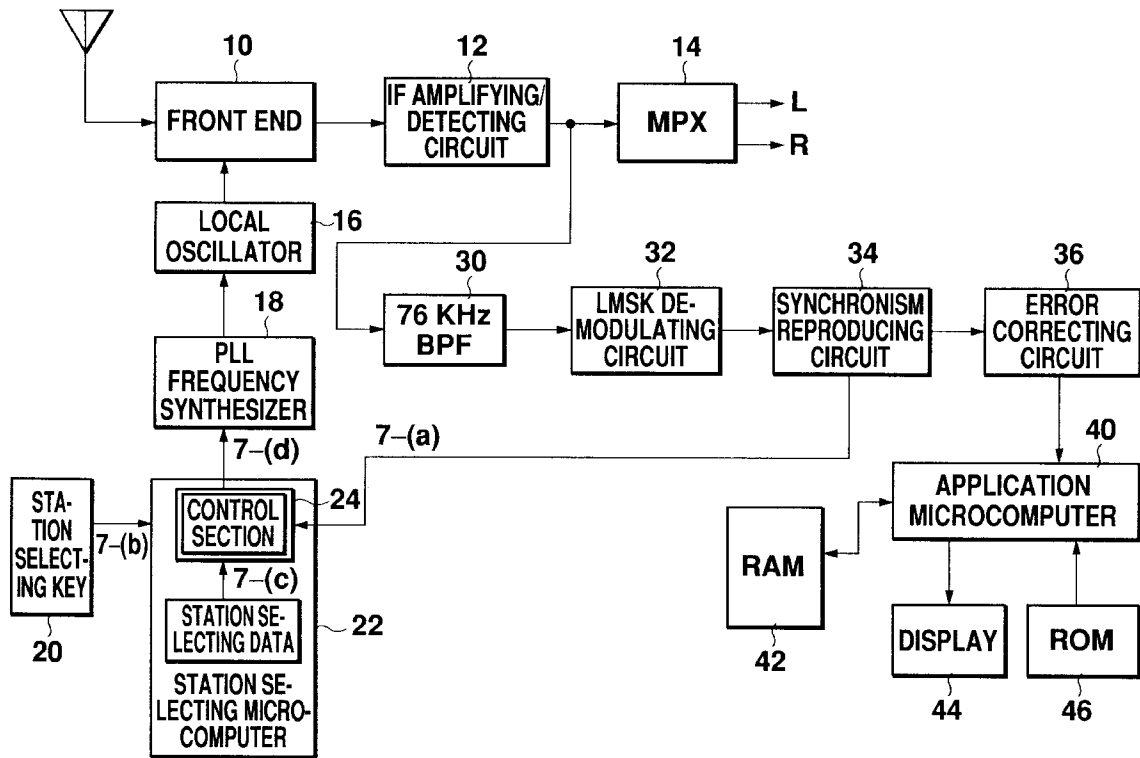 10
FRONT END
12
IF AMPLIFYING/
DETECTING
CIRCUIT
14
MPX
L
R
LOCAL
OSCILLATOR
16
18
PLL
FREQUENCY
SYNTHESIZER
30
76 KHz
BPF
32
LMSK DE-
MODULATING
CIRCUIT
34
SYNCHRONISM
REPRODUCING
CIRCUIT
36
ERROR
CORRECTING
CIRCUIT
7–(d)
7–(a)
STA-
TION
SELECT-
ING KEY
20
7–(b)
CONTROL
SECTION
24
7–(c)
STATION SE-
LECTING DATA
22
STATION SE-
LECTING MICRO-
COMPUTER
40
APPLICATION
MICROCOMPUTER
RAM
42
DISPLAY
44
ROM
46